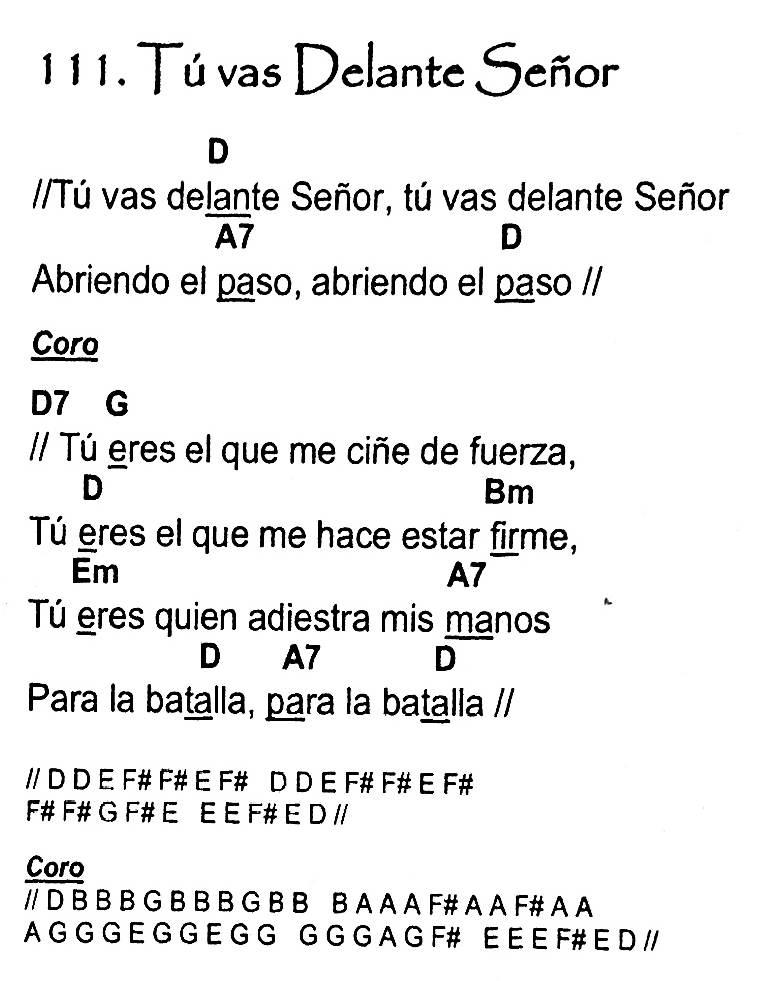 111. Tú vas Delante Señor
D
//Tú vas delante Señor, tú vas delante Señor
A7 D
Abriendo el paso, abriendo el paso //
Coro
D7 G
// Tú eres el que me ciñe de fuerza,
D Bm
Tú eres el que me hace estar firme,
Em A7
Tú eres quien adiestra mis manos
D A7 D
Para la batalla, para la batalla //
// D D E F# F# E F# D D E F# F# E F#
F# F# G F# E E E F# E D //
Coro
// D B B B G B B B G B B B A A A F# A A F# A A
A G G G E G G E G G G G G A G F# E E E F# E D //